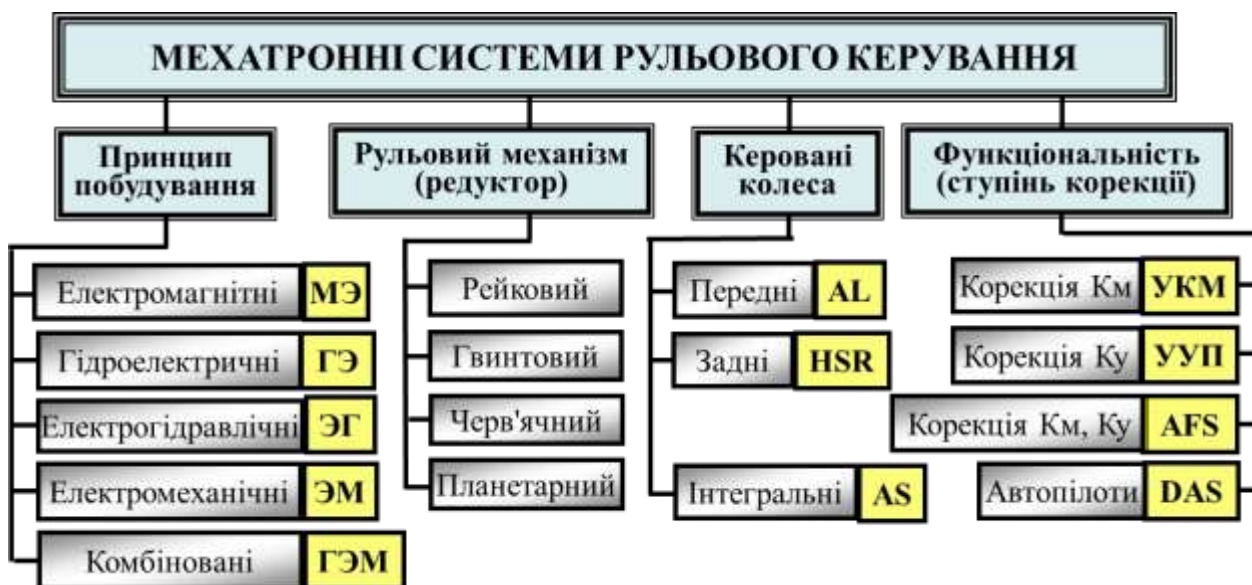 МЕХАТРОННІ СИСТЕМИ РУЛЬОВОГО КЕРУВАННЯ
Принцип
побудування
Електромагнітні МЭ
Гідроелектричні ГЭ
Електрогідравлічні ЭГ
Електромеханічні ЭМ
Комбіновані ГЭМ
Рульовий механізм
(редуктор)
Рейковий
Гвинтовий
Черв'ячний
Планетарний
Керовані
колеса
Передні AL
Задні HSR
Інтегральні AS
Функціональність
(ступінь корекції)
Корекція Км УКМ
Корекція Ку УУП
Корекція Км, Ку AFS
Автопілоти DAS